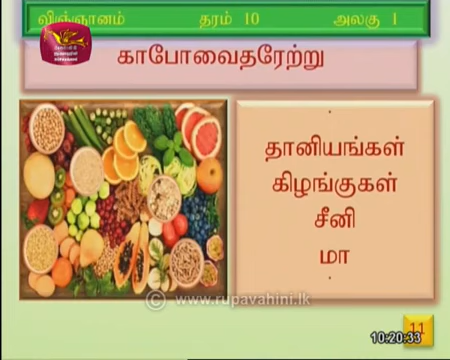 விஞ்ஞானம் தரம் 10 அலகு 1
காபோவைதரேற்று
தானியங்கள்
கிழங்குகள்
சீனி
மா
© www.rupavahini.lk
11
10:20:33